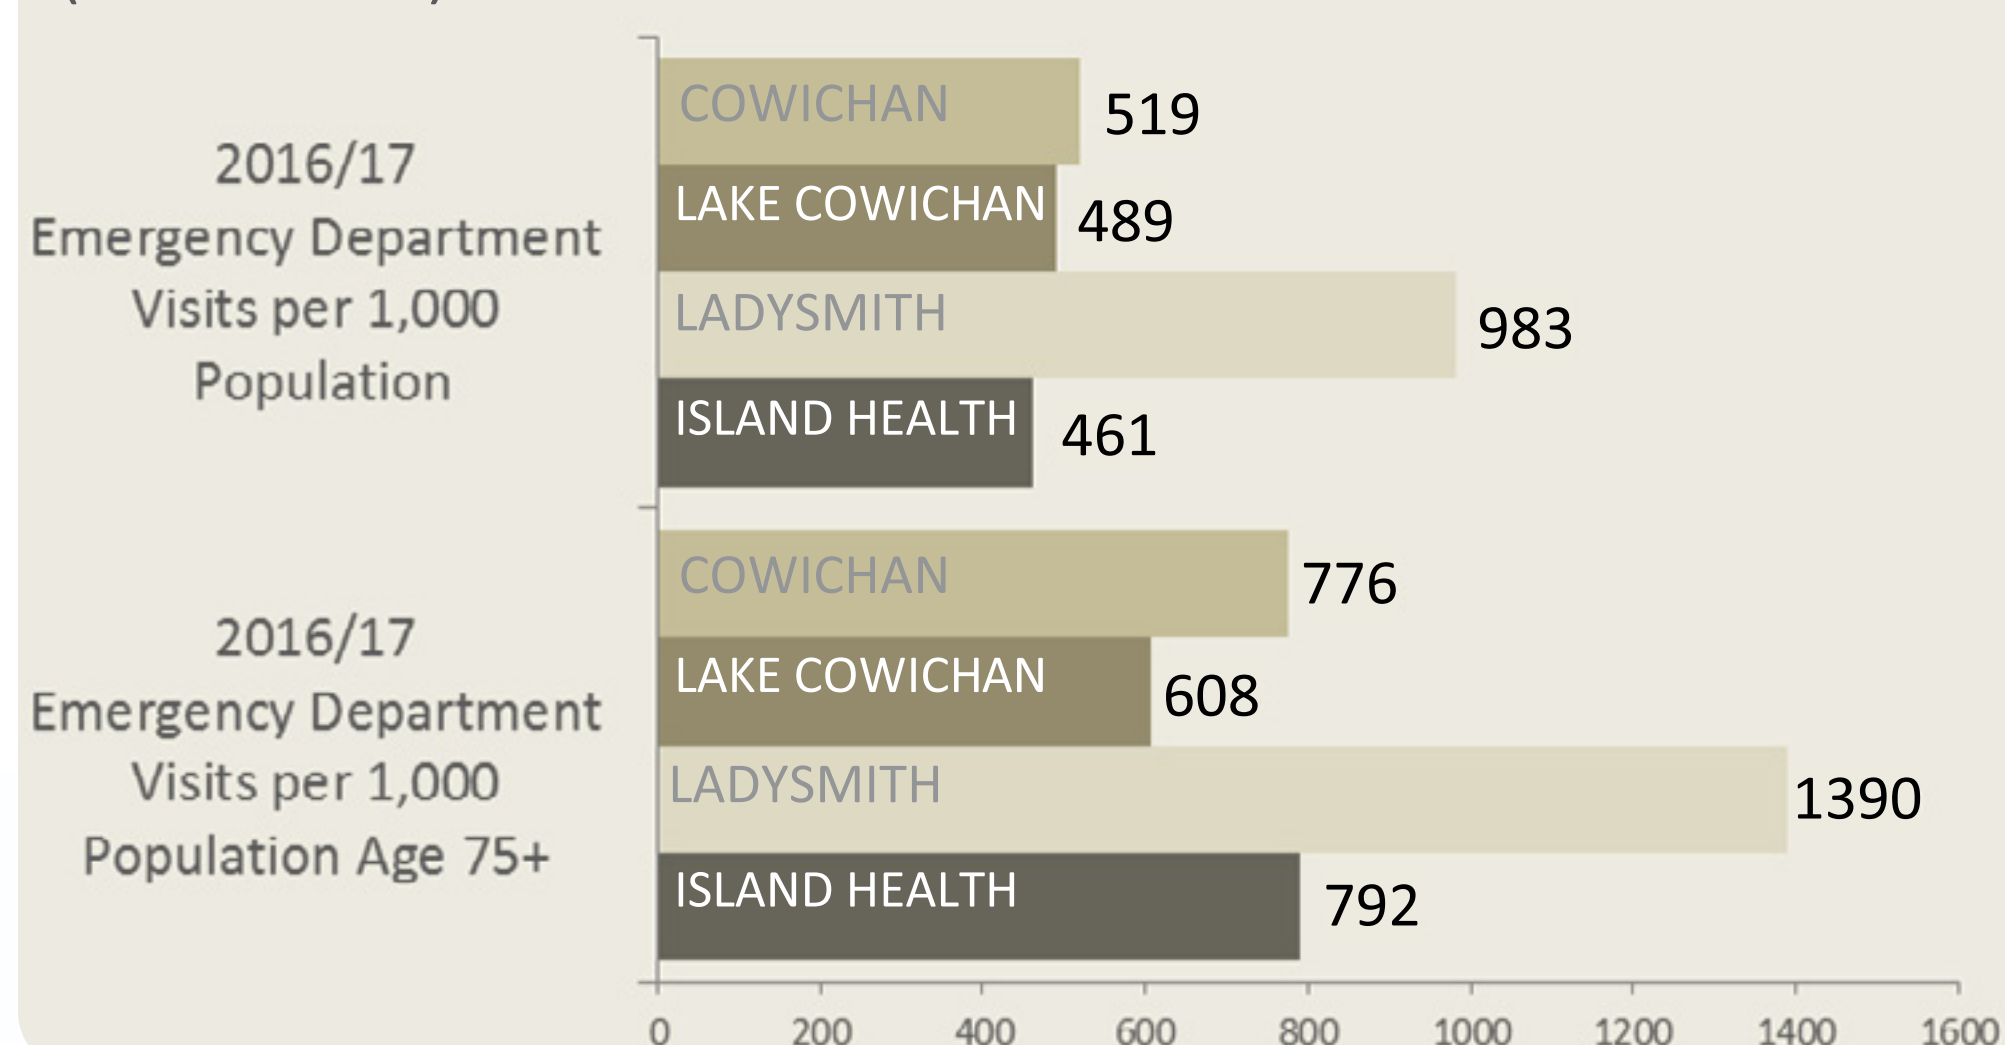 2016/17
Emergency Department
Visits per 1,000
Population
COWICHAN 519
LAKE COWICHAN 489
LADYSMITH 983
ISLAND HEALTH 461
2016/17
Emergency Department
Visits per 1,000
Population Age 75+
COWICHAN 776
LAKE COWICHAN 608
LADYSMITH 1390
ISLAND HEALTH 792
0 200 400 600 800 1000 1200 1400 1600